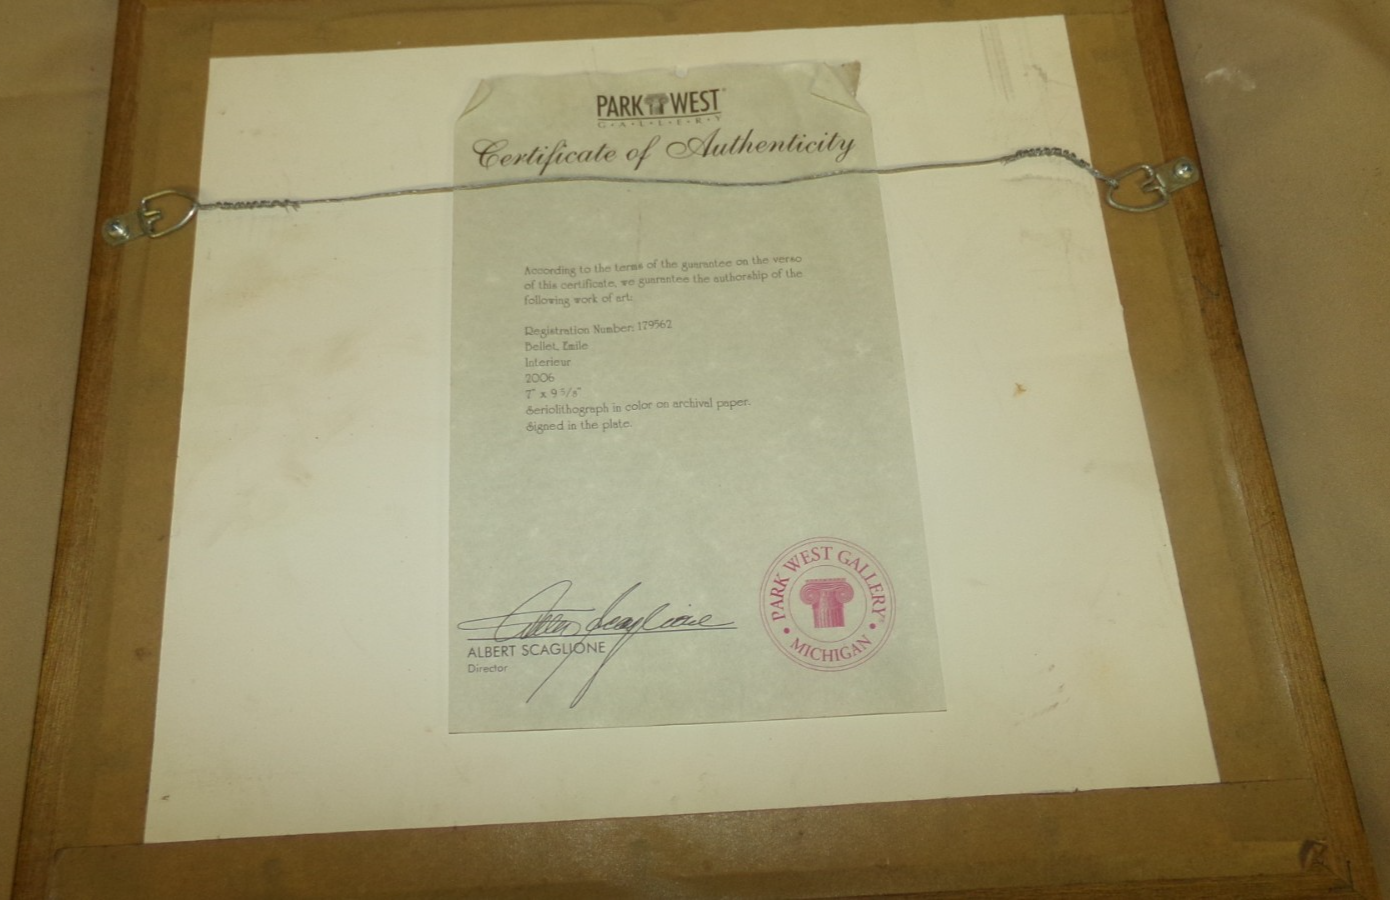 PARK WEST
G·A·L·L·E·R·Y
Certificate of Authenticity
According to the terms of the guarantee on the verso
of this certificate, we guarantee the authorship of the
following work of art:
Registration Number: 179562
Bellet, Emile
Interieur
2006
7" x 9 5/8"
Seriolithograph in color on archival paper.
Signed in the plate.
Albert Scaglione
ALBERT SCAGLIONE
Director
PARK WEST GALLERY
• MICHIGAN •